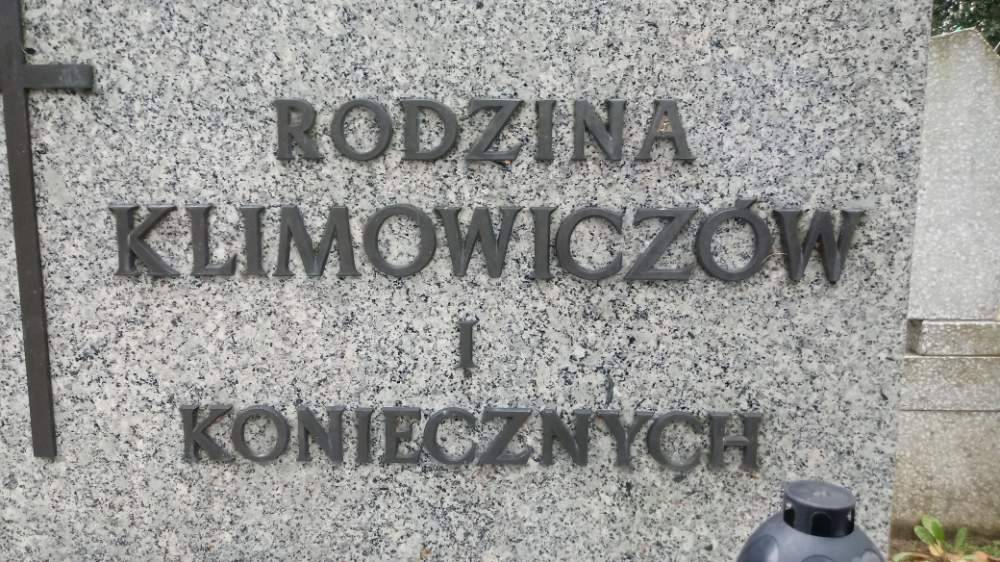 RODZINA
KLIMOWICZÓW
I
KONIECZNYCH